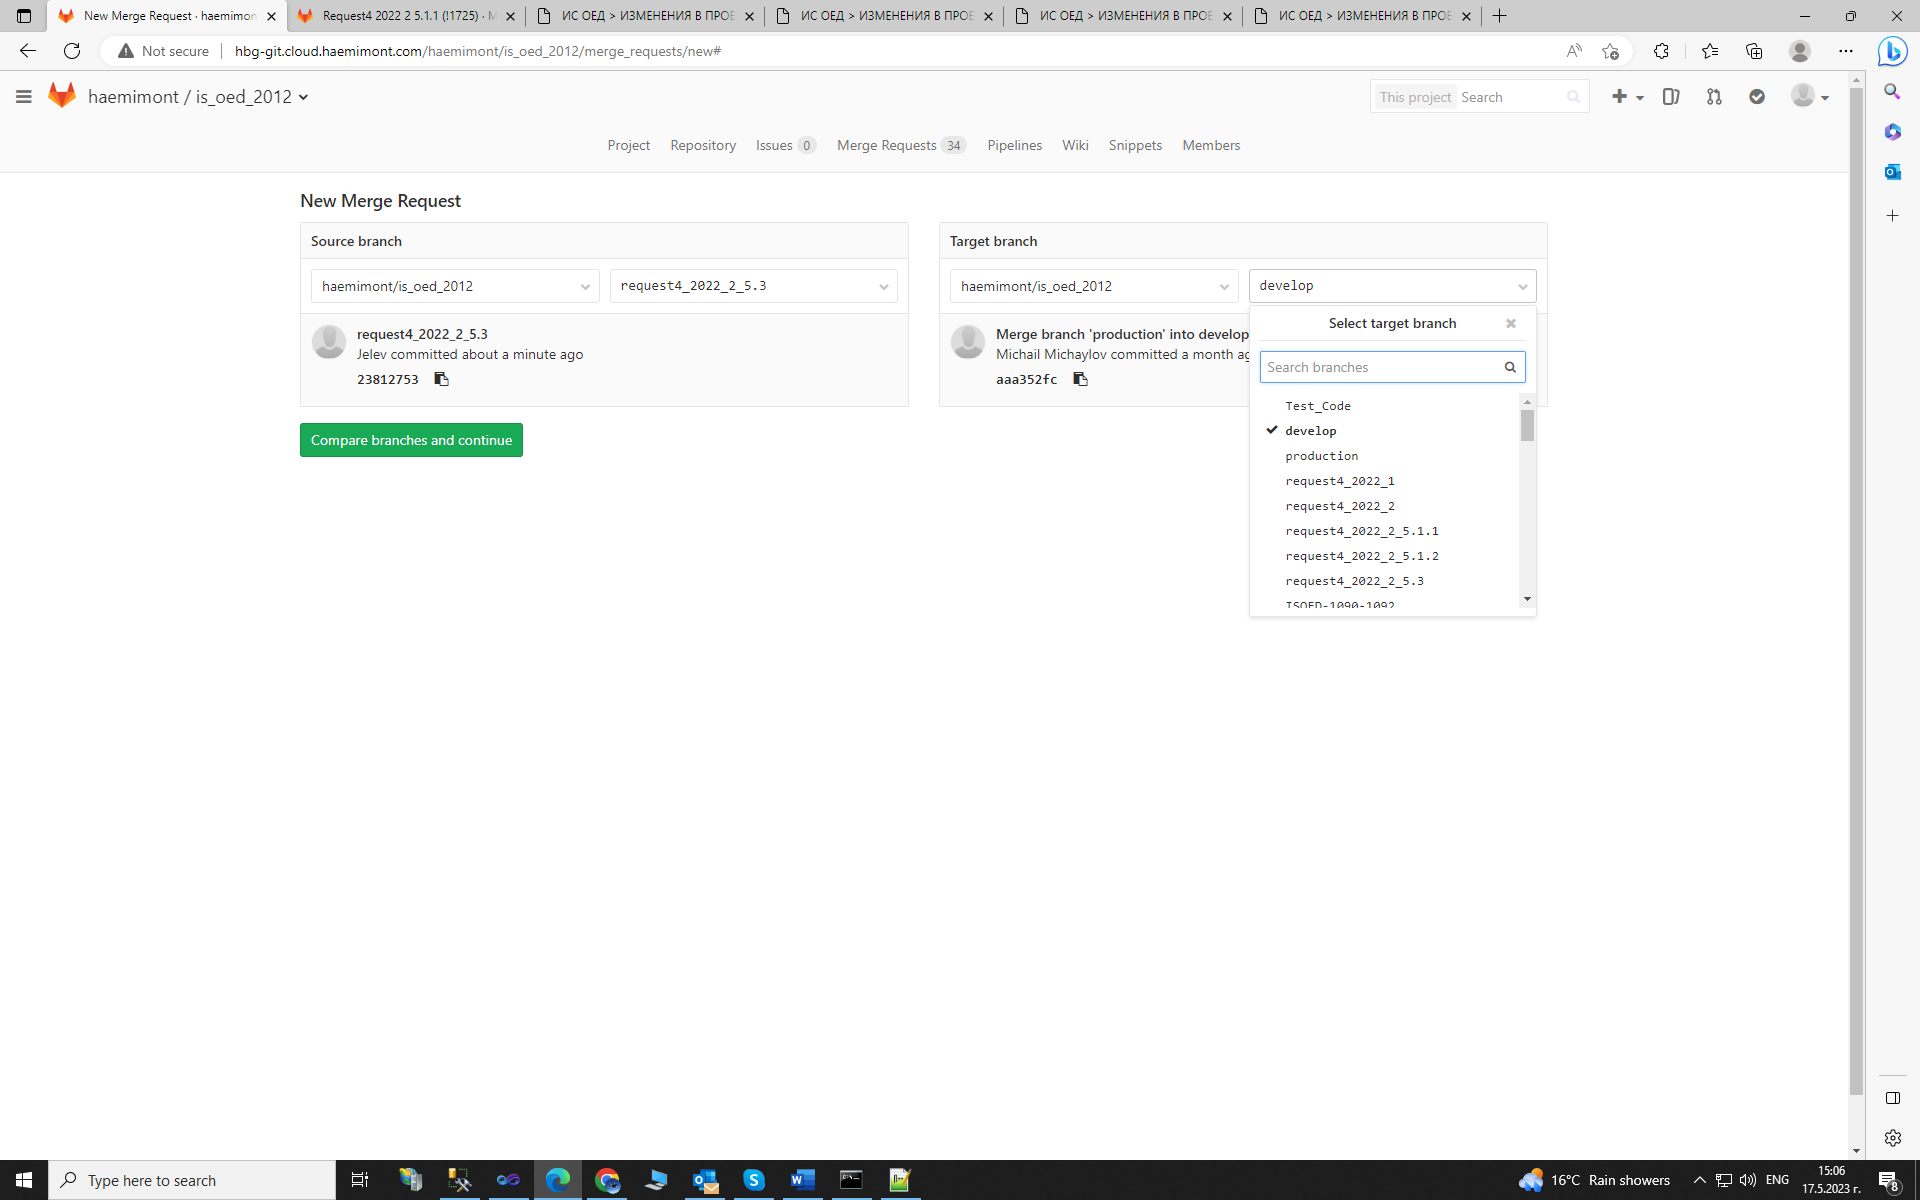 New Merge Request · haemimon
Request4 2022 2 5.1.1 (!1725) · M
ИС ОЕД > ИЗМЕНЕНИЯ В ПРОЕ
ИС ОЕД > ИЗМЕНЕНИЯ В ПРОЕ
ИС ОЕД > ИЗМЕНЕНИЯ В ПРОЕ
ИС ОЕД > ИЗМЕНЕНИЯ В ПРОЕ
Not secure
hbg-git.cloud.haemimont.com/haemimont/is_oed_2012/merge_requests/new#
haemimont / is_oed_2012
This project Search
Project Repository Issues 0 Merge Requests 34 Pipelines Wiki Snippets Members
New Merge Request
Source branch
haemimont/is_oed_2012
request4_2022_2_5.3
request4_2022_2_5.3
Jelev committed about a minute ago
23812753
Target branch
haemimont/is_oed_2012
develop
Merge branch 'production' into develop
Michail Michaylov committed a month ag
aaa352fc
Select target branch
Search branches
Test_Code
develop
production
request4_2022_1
request4_2022_2
request4_2022_2_5.1.1
request4_2022_2_5.1.2
request4_2022_2_5.3
ISOED-1090-1092
Compare branches and continue
Type here to search
16°C Rain showers
ENG
15:06
17.5.2023 г.
8